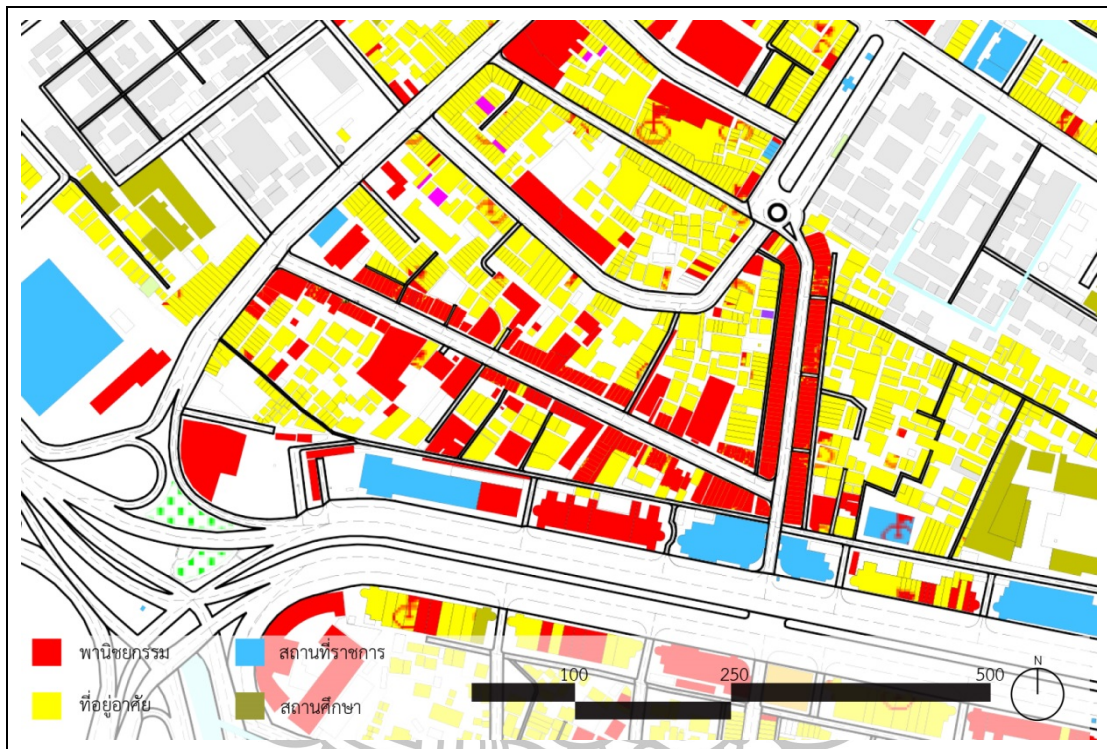 พานิชยกรรม
สถานที่ราชการ
ที่อยู่อาศัย
สถานศึกษา
100 250 500
N